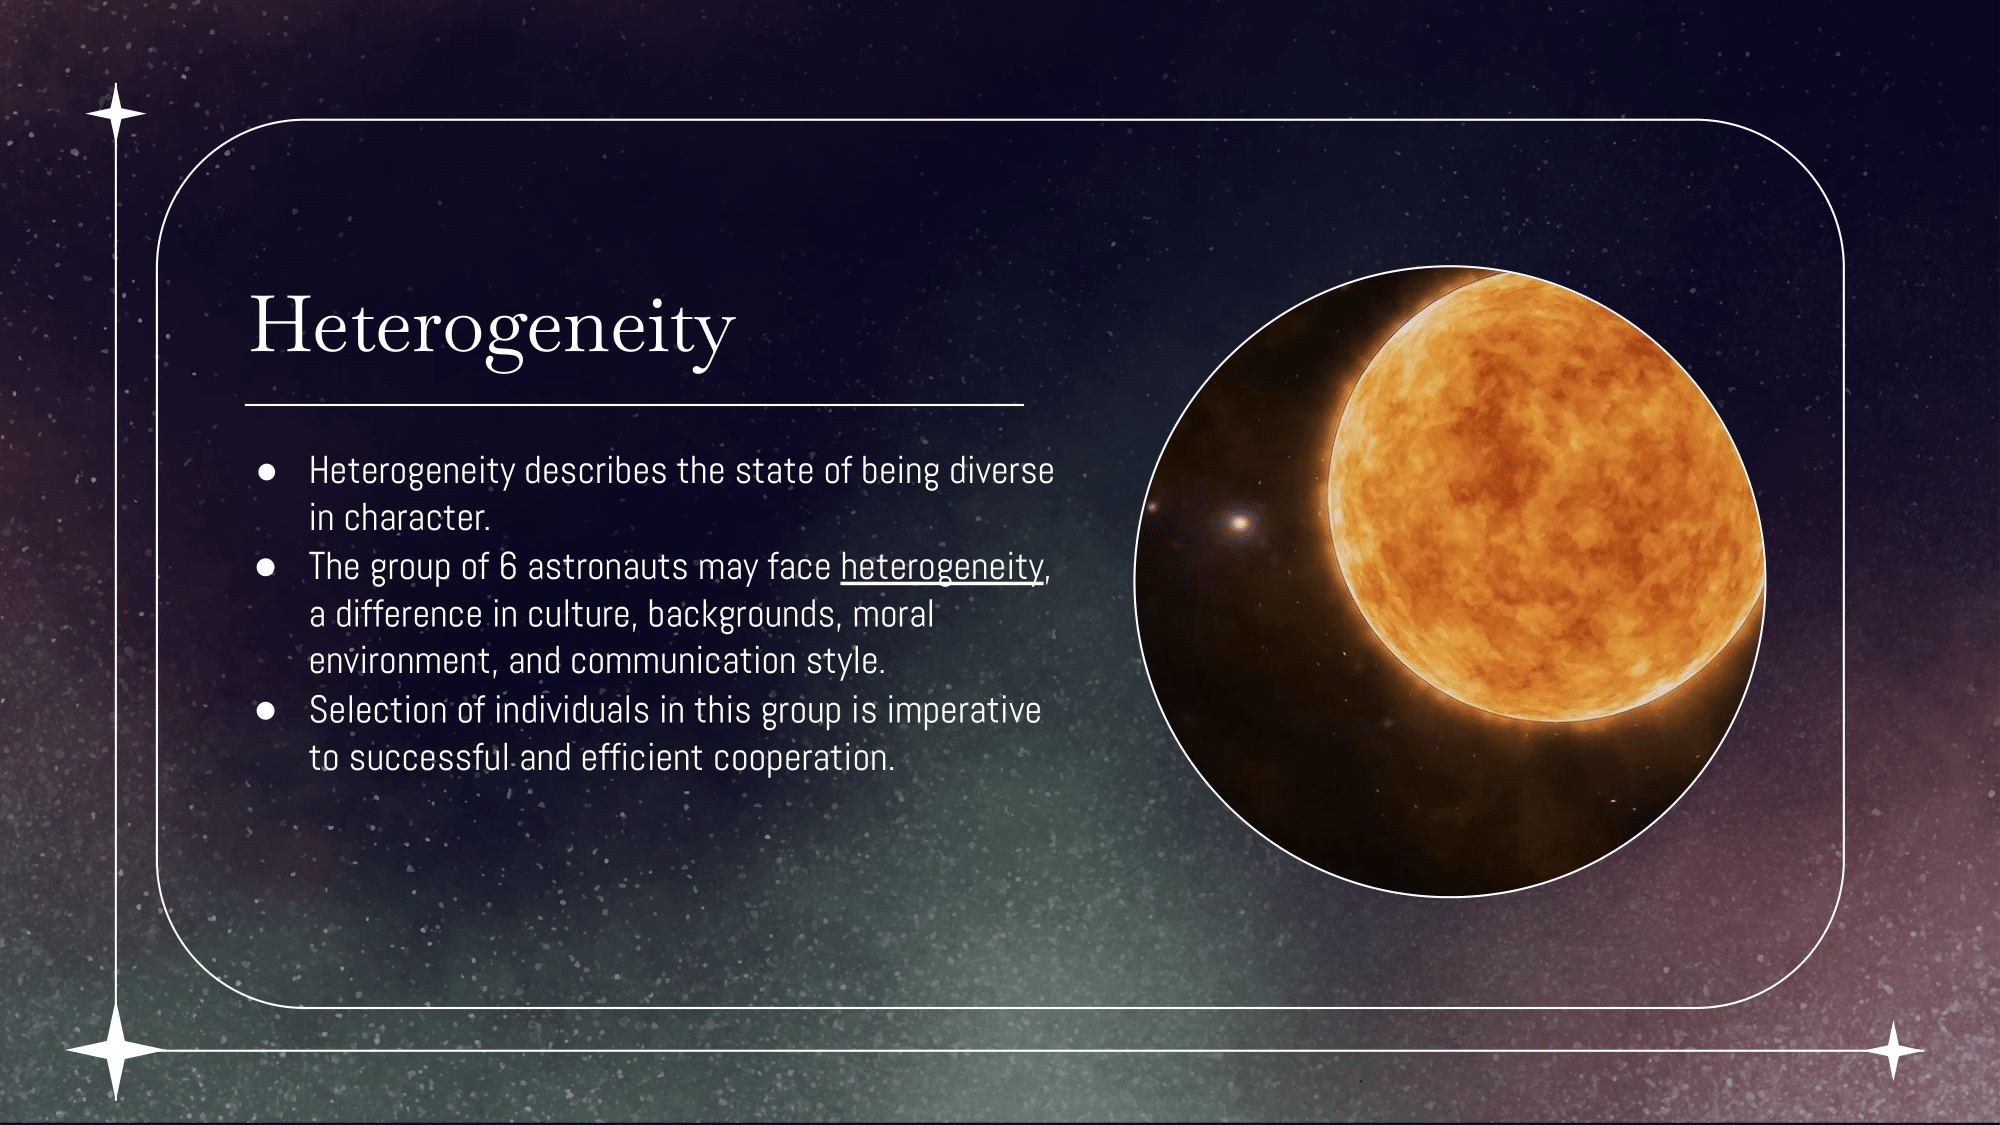 Heterogeneity
● Heterogeneity describes the state of being diverse
in character.
● The group of 6 astronauts may face heterogeneity,
a difference in culture, backgrounds, moral
environment, and communication style.
● Selection of individuals in this group is imperative
to successful and efficient cooperation.